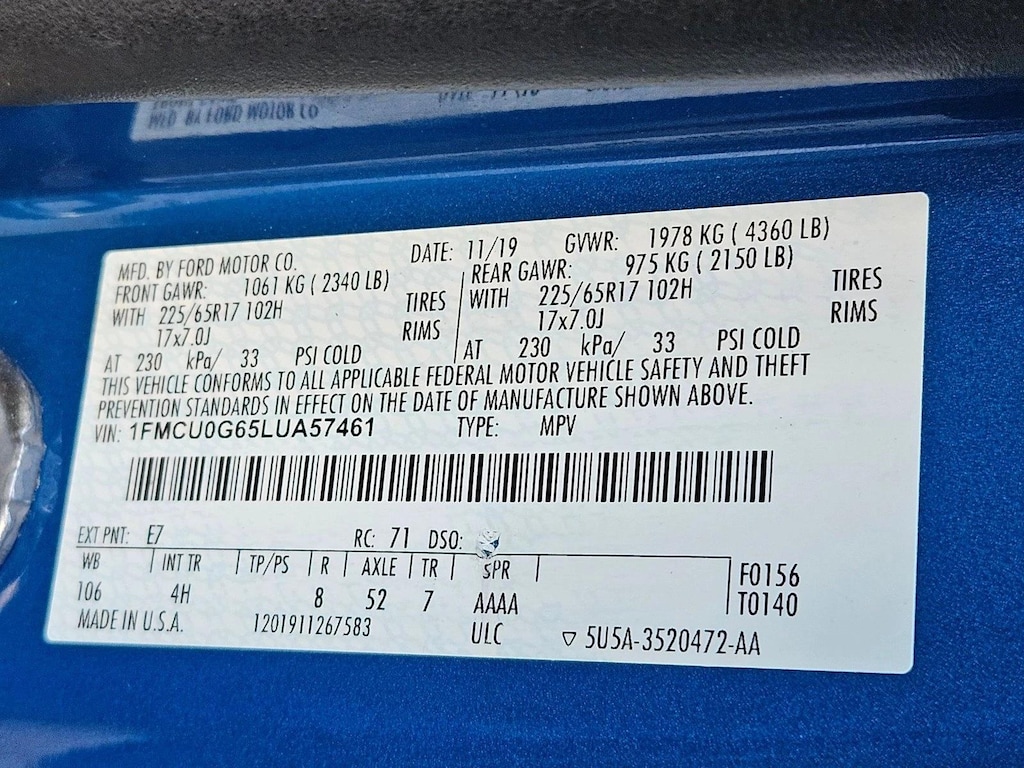 MFD. BY FORD MOTOR CO. DATE: 11/19 GVWR: 1978 KG ( 4360 LB)
FRONT GAWR: 1061 KG ( 2340 LB) REAR GAWR: 975 KG ( 2150 LB)
WITH 225/65R17 102H TIRES WITH 225/65R17 102H TIRES
17x7.0J RIMS 17x7.0J RIMS
AT 230 kPa/ 33 PSI COLD AT 230 kPa/ 33 PSI COLD
THIS VEHICLE CONFORMS TO ALL APPLICABLE FEDERAL MOTOR VEHICLE SAFETY AND THEFT
PREVENTION STANDARDS IN EFFECT ON THE DATE OF MANUFACTURE SHOWN ABOVE.
VIN: 1FMCU0G65LUA57461 TYPE: MPV
EXT PNT: E7 RC: 71 DSO:
WB INT TR TP/PS R AXLE TR SPR F0156
106 4H 8 52 7 AAAA T0140
MADE IN U.S.A. 1201911267583 ULC ▽ 5U5A-3520472-AA